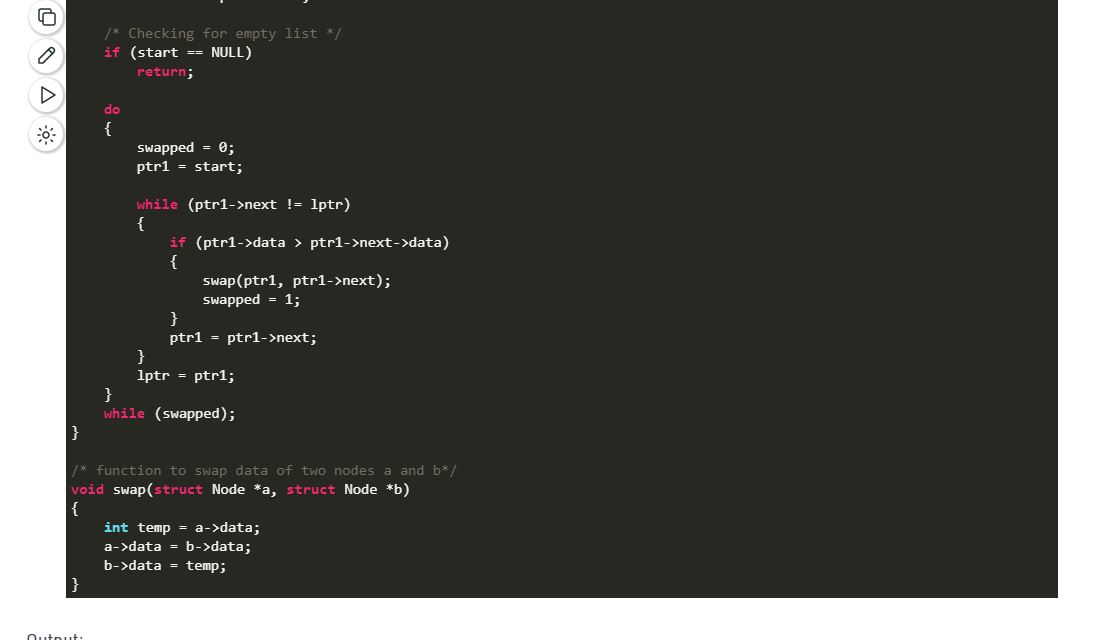 /* Checking for empty list */
if (start == NULL)
return;
do
{
swapped = 0;
ptr1 = start;
while (ptr1->next != lptr)
{
if (ptr1->data > ptr1->next->data)
{
swap(ptr1, ptr1->next);
swapped = 1;
}
ptr1 = ptr1->next;
}
lptr = ptr1;
}
while (swapped);
}
/* function to swap data of two nodes a and b*/
void swap(struct Node *a, struct Node *b)
{
int temp = a->data;
a->data = b->data;
b->data = temp;
}
Output: